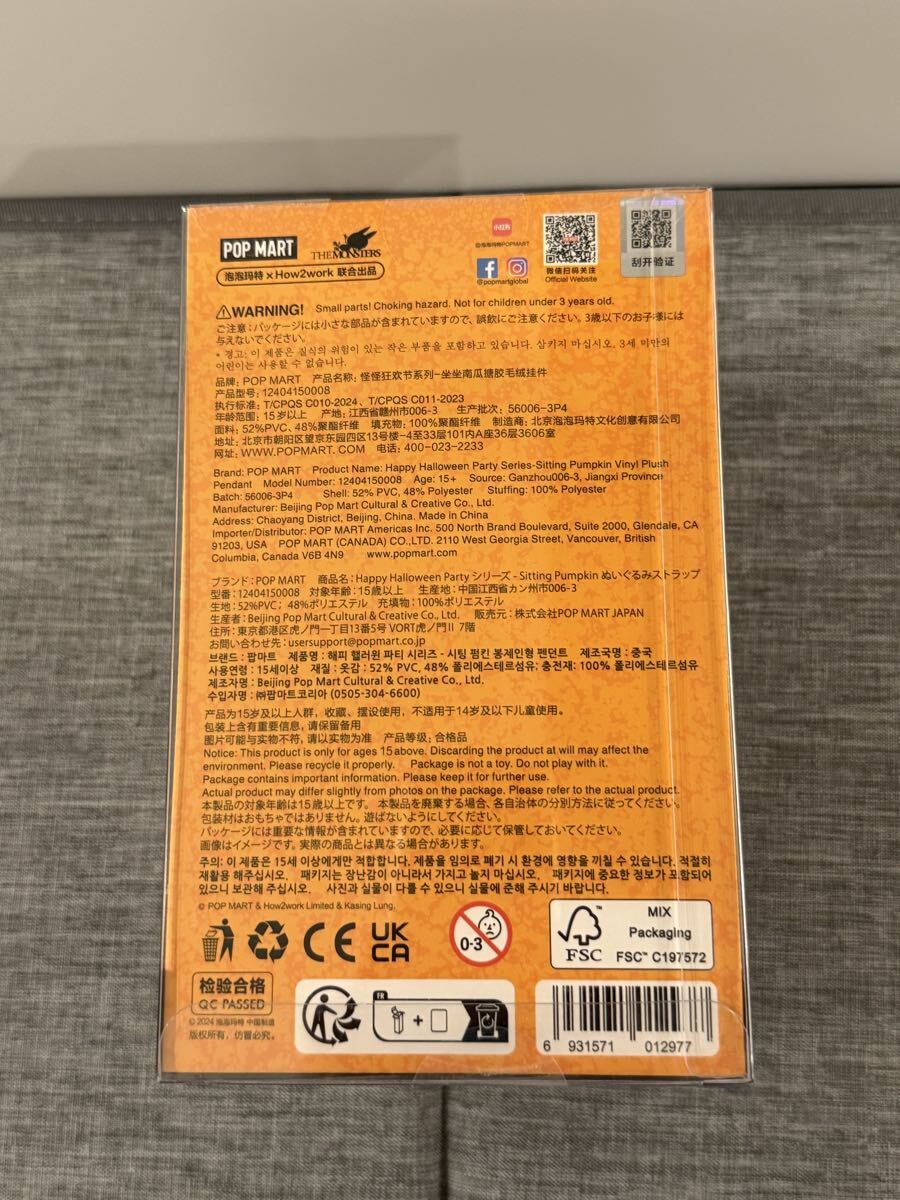 POP MART
THE MONSTERS
泡泡玛特 × How2work 联合出品
小红书
@泡泡玛特POPMART
@popmartglobal
微信扫码关注
Official Website
刮开验证
WARNING! Small parts! Choking hazard. Not for children under 3 years old.
ご注意:パッケージには小さな部品が含まれていますので、誤飲にご注意ください。3歳以下のお子様には
与えないでください。
* 경고: 이 제품은 질식의 위험이 있는 작은 부품을 포함하고 있습니다. 삼키지 마십시오. 3세 미만의
어린이는 사용할 수 없습니다.
品牌: POP MART 产品名称: 怪怪狂欢节系列-坐坐南瓜搪胶毛绒挂件
产品型号: 12404150008
执行标准: T/CPQS C010-2024、T/CPQS C011-2023
年龄范围: 15岁以上 产地: 江西省赣州市006-3 生产批次: 56006-3P4
面料: 52%PVC、48%聚酯纤维 填充物: 100%聚酯纤维 制造商: 北京泡泡玛特文化创意有限公司
地址: 北京市朝阳区望京东园四区13号楼-4至33层101内A座36层3606室
网址: WWW.POPMART.COM 电话: 400-023-2233
Brand: POP MART Product Name: Happy Halloween Party Series-Sitting Pumpkin Vinyl Plush
Pendant Model Number: 12404150008 Age: 15+ Source: Ganzhou006-3, Jiangxi Province
Batch: 56006-3P4 Shell: 52% PVC, 48% Polyester Stuffing: 100% Polyester
Manufacturer: Beijing Pop Mart Cultural & Creative Co., Ltd.
Address: Chaoyang District, Beijing, China. Made in China
Importer/Distributor: POP MART Americas Inc. 500 North Brand Boulevard, Suite 2000, Glendale, CA
91203, USA POP MART (CANADA) CO.,LTD. 2110 West Georgia Street, Vancouver, British
Columbia, Canada V6B 4N9 www.popmart.com
ブランド: POP MART 商品名: Happy Halloween Party シリーズ - Sitting Pumpkin ぬいぐるみストラップ
型番: 12404150008 対象年齢: 15歳以上 生産地: 中国江西省カン州市006-3
生地: 52%PVC; 48%ポリエステル 充填物: 100%ポリエステル
生産者: Beijing Pop Mart Cultural & Creative Co., Ltd. 販売元: 株式会社POP MART JAPAN
住所: 東京都港区虎ノ門一丁目13番5号 VORT虎ノ門Ⅱ 7階
お問い合わせ先: usersupport@popmart.co.jp
브랜드 : 팝마트 제품명 : 해피 핼러윈 파티 시리즈 - 시팅 펌킨 봉제인형 펜던트 제조국명 : 중국
사용연령 : 15세이상 재질 : 옷감 : 52% PVC, 48% 폴리에스테르섬유; 충전재: 100% 폴리에스테르섬유
제조자명 : Beijing Pop Mart Cultural & Creative Co., Ltd.
수입자명 : ㈜팝마트코리아 (0505-304-6600)
产品为15岁及以上人群，收藏、摆设使用，不适用于14岁及以下儿童使用。
包装上含有重要信息，请保留备用
图片可能与实物不符，请以实物为准 产品等级: 合格品
Notice: This product is only for ages 15 above. Discarding the product at will may affect the
environment. Please recycle it properly. Package is not a toy. Do not play with it.
Package contains important information. Please keep it for further use.
Actual product may differ slightly from photos on the package. Please refer to the actual product.
本製品の対象年齢は15歳以上です。 本製品を廃棄する場合、各自治体の分別方法に従ってください。
包装材はおもちゃではありません。遊ばないようにしてください。
パッケージには重要な情報が含まれていますので、必要に応じて保管しておいてください。
画像はイメージです。実際の商品とは異なる場合があります。
주의: 이 제품은 15세 이상에게만 적합합니다. 제품을 임의로 폐기 시 환경에 영향을 끼칠 수 있습니다. 적절히
재활용 해주십시오. 패키지는 장난감이 아니라서 가지고 놀지 마십시오. 패키지에 중요한 정보가 포함되어
있으니 보관해 주십시오. 사진과 실물이 다를 수 있으니 실물에 준해 주시기 바랍니다.
© POP MART & How2work Limited & Kasing Lung.
CE
UK
CA
0-3
FSC™
MIX
Packaging
FSC™ C197572
检验合格
QC PASSED
© 2024 泡泡玛特 中国制造
版权所有，仿冒必究。
FR
+
6 931571 012977